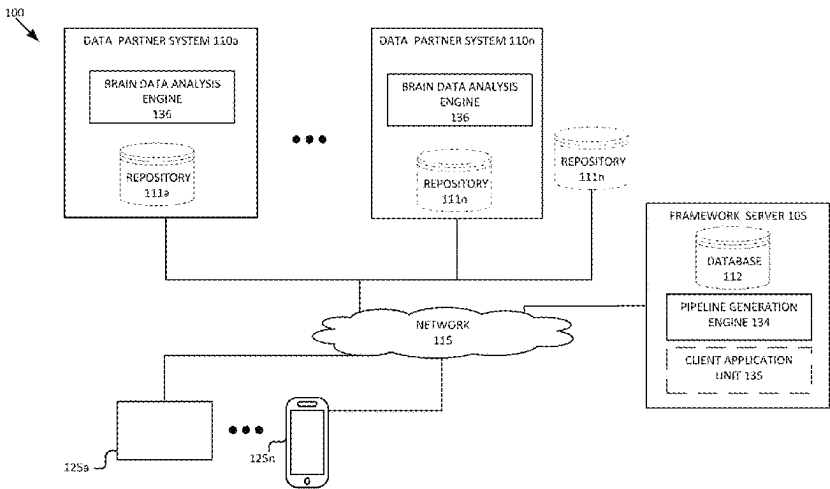 100
DATA PARTNER SYSTEM 110a
BRAIN DATA ANALYSIS
ENGINE
136
REPOSITORY
111a
DATA PARTNER SYSTEM 110n
BRAIN DATA ANALYSIS
ENGINE
136
REPOSITORY
111n
REPOSITORY
111n
FRAMEWORK SERVER 105
DATABASE
112
PIPELINE GENERATION
ENGINE 134
CLIENT APPLICATION
UNIT 135
NETWORK
115
125a
125n